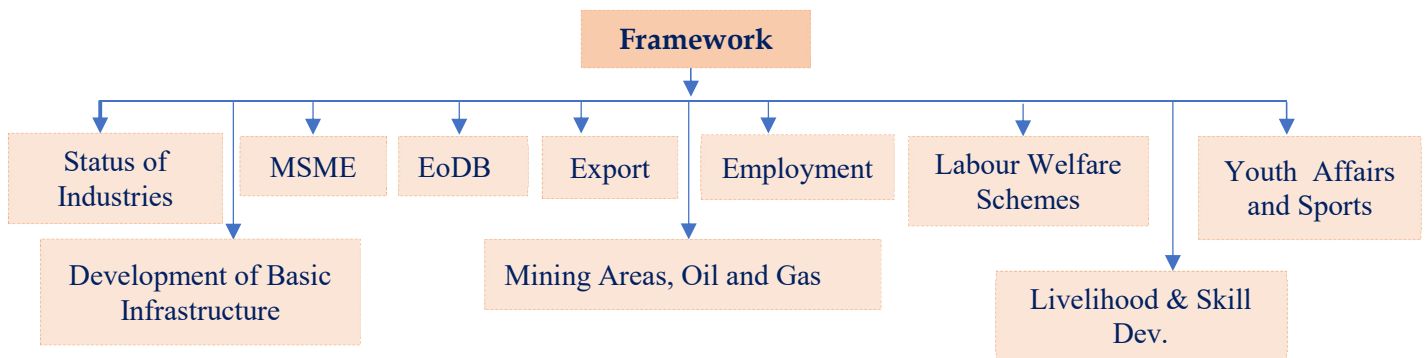 Framework
Status of
Industries
MSME
EoDB
Export
Employment
Labour Welfare
Schemes
Youth Affairs
and Sports
Development of Basic
Infrastructure
Mining Areas, Oil and Gas
Livelihood & Skill
Dev.